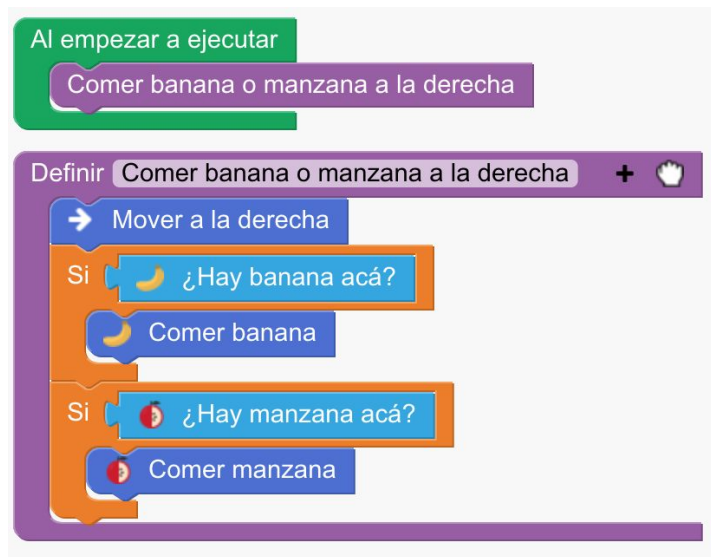 Al empezar a ejecutar
Comer banana o manzana a la derecha
Definir Comer banana o manzana a la derecha +
Mover a la derecha
Si ¿Hay banana acá?
Comer banana
Si ¿Hay manzana acá?
Comer manzana